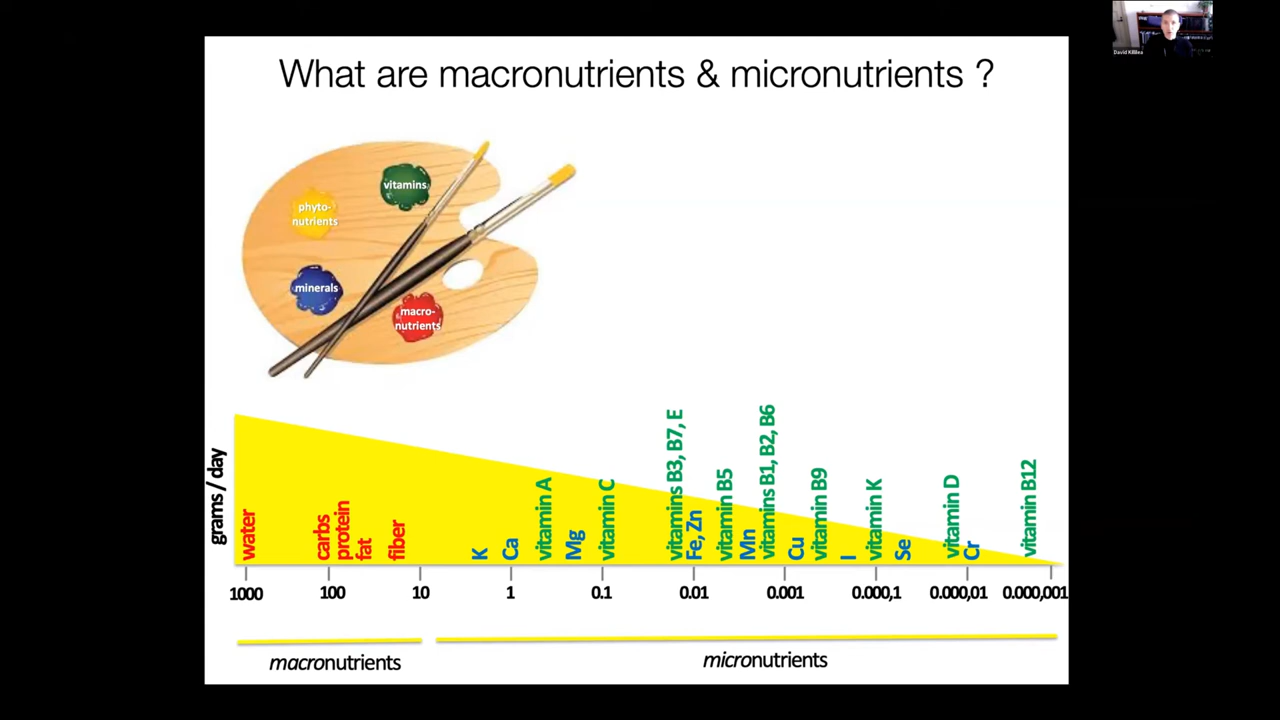 David Killilea
What are macronutrients & micronutrients ?
vitamins
phyto-
nutrients
minerals
macro-
nutrients
grams / day
water
carbs
protein
fat
fiber
K
Ca
vitamin A
Mg
vitamin C
vitamins B3, B7, E
Fe, Zn
vitamin B5
Mn
vitamins B1, B2, B6
Cu
vitamin B9
I
vitamin K
Se
vitamin D
Cr
vitamin B12
1000 100 10 1 0.1 0.01 0.001 0.000,1 0.000,01 0.000,001
macronutrients
micronutrients